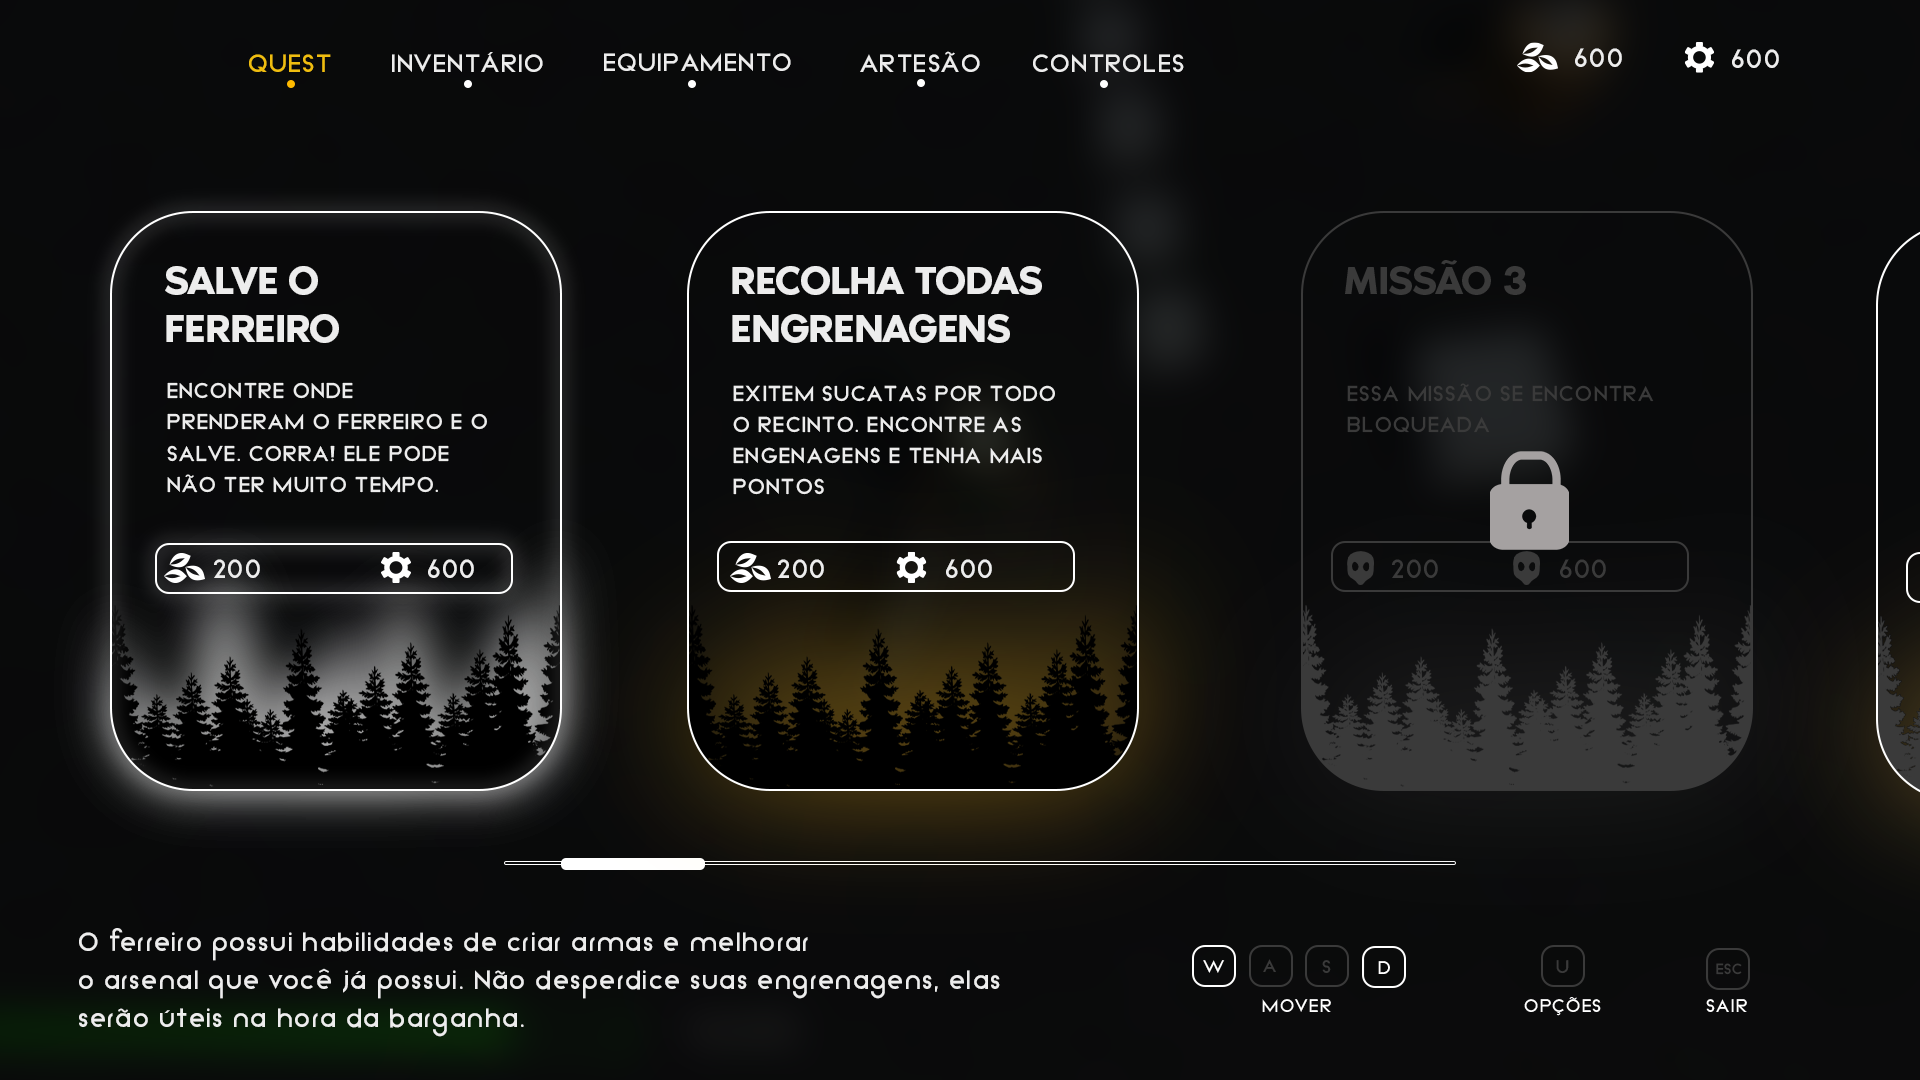 QUEST INVENTÁRIO EQUIPAMENTO ARTESÃO CONTROLES 600 600
SALVE O
FERREIRO
ENCONTRE ONDE
PRENDERAM O FERREIRO E O
SALVE. CORRA! ELE PODE
NÃO TER MUITO TEMPO.
200 600
RECOLHA TODAS
ENGRENAGENS
EXITEM SUCATAS POR TODO
O RECINTO. ENCONTRE AS
ENGENAGENS E TENHA MAIS
PONTOS
200 600
MISSÃO 3
ESSA MISSÃO SE ENCONTRA
BLOQUEADA
200 600
O ferreiro possui habilidades de criar armas e melhorar
o arsenal que você já possui. Não desperdice suas engrenagens, elas
serão úteis na hora da barganha.
W A S D
MOVER
U
OPÇÕES
ESC
SAIR